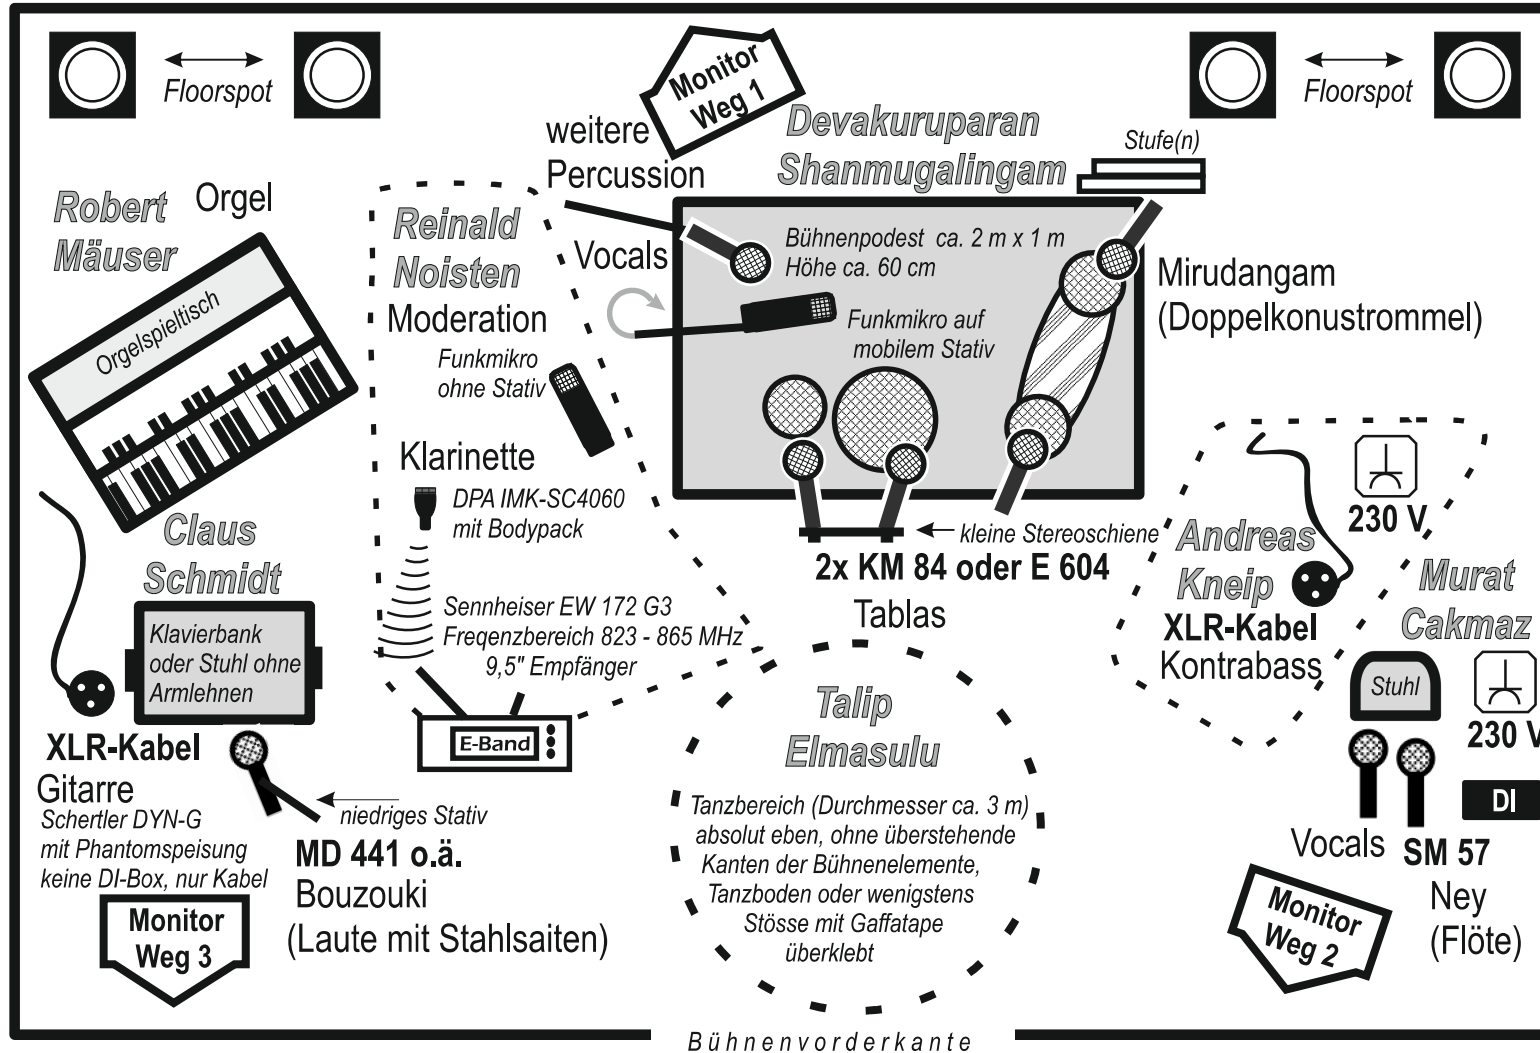 Floorspot
Monitor
Weg 1
Floorspot
Devakuruparan
Shanmugalingam
Stufe(n)
weitere
Percussion
Robert
Mäuser
Orgel
Orgelspieltisch
Reinald
Noisten
Moderation
Funkmikro
ohne Stativ
Klarinette
DPA IMK-SC4060
mit Bodypack
Sennheiser EW 172 G3
Freqenzbereich 823 - 865 MHz
9,5" Empfänger
E-Band
Vocals
Bühnenpodest ca. 2 m x 1 m
Höhe ca. 60 cm
Funkmikro auf
mobilem Stativ
Mirudangam
(Doppelkonustrommel)
kleine Stereoschiene
2x KM 84 oder E 604
Tablas
Claus
Schmidt
Klavierbank
oder Stuhl ohne
Armlehnen
XLR-Kabel
Gitarre
Schertler DYN-G
mit Phantomspeisung
keine DI-Box, nur Kabel
niedriges Stativ
MD 441 o.ä.
Bouzouki
(Laute mit Stahlsaiten)
Monitor
Weg 3
Talip
Elmasulu
Tanzbereich (Durchmesser ca. 3 m)
absolut eben, ohne überstehende
Kanten der Bühnenelemente,
Tanzboden oder wenigstens
Stösse mit Gaffatape
überklebt
230 V
Andreas
Kneip
XLR-Kabel
Kontrabass
Murat
Cakmaz
Stuhl
230 V
DI
Vocals
SM 57
Ney
(Flöte)
Monitor
Weg 2
Bühnenvorderkante